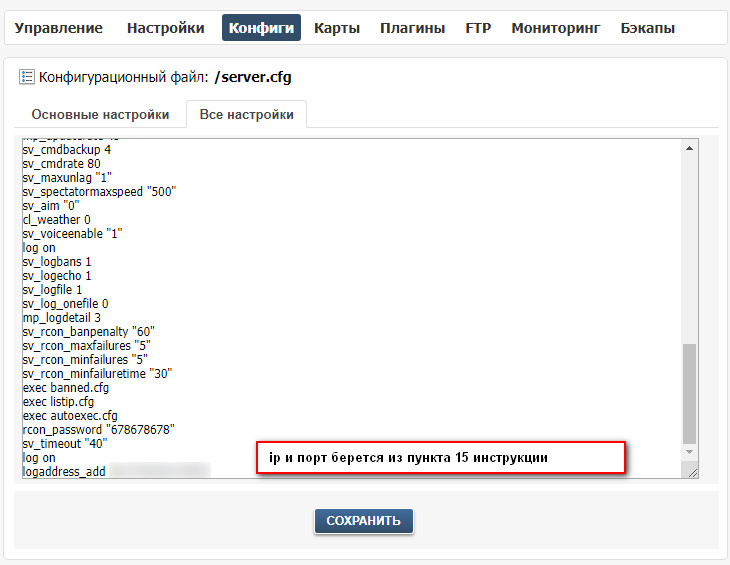 Управление Настройки Конфиги Карты Плагины FTP Мониторинг Бэкапы
Конфигурационный файл: /server.cfg
Основные настройки Все настройки
sv_cmdbackup 4
sv_cmdrate 80
sv_maxunlag "1"
sv_spectatormaxspeed "500"
sv_aim "0"
cl_weather 0
sv_voiceenable "1"
log on
sv_logbans 1
sv_logecho 1
sv_logfile 1
sv_log_onefile 0
mp_logdetail 3
sv_rcon_banpenalty "60"
sv_rcon_maxfailures "5"
sv_rcon_minfailures "5"
sv_rcon_minfailuretime "30"
exec banned.cfg
exec listip.cfg
exec autoexec.cfg
rcon_password "678678678"
sv_timeout "40"
log on
ip и порт берется из пункта 15 инструкции
logaddress_add
СОХРАНИТЬ